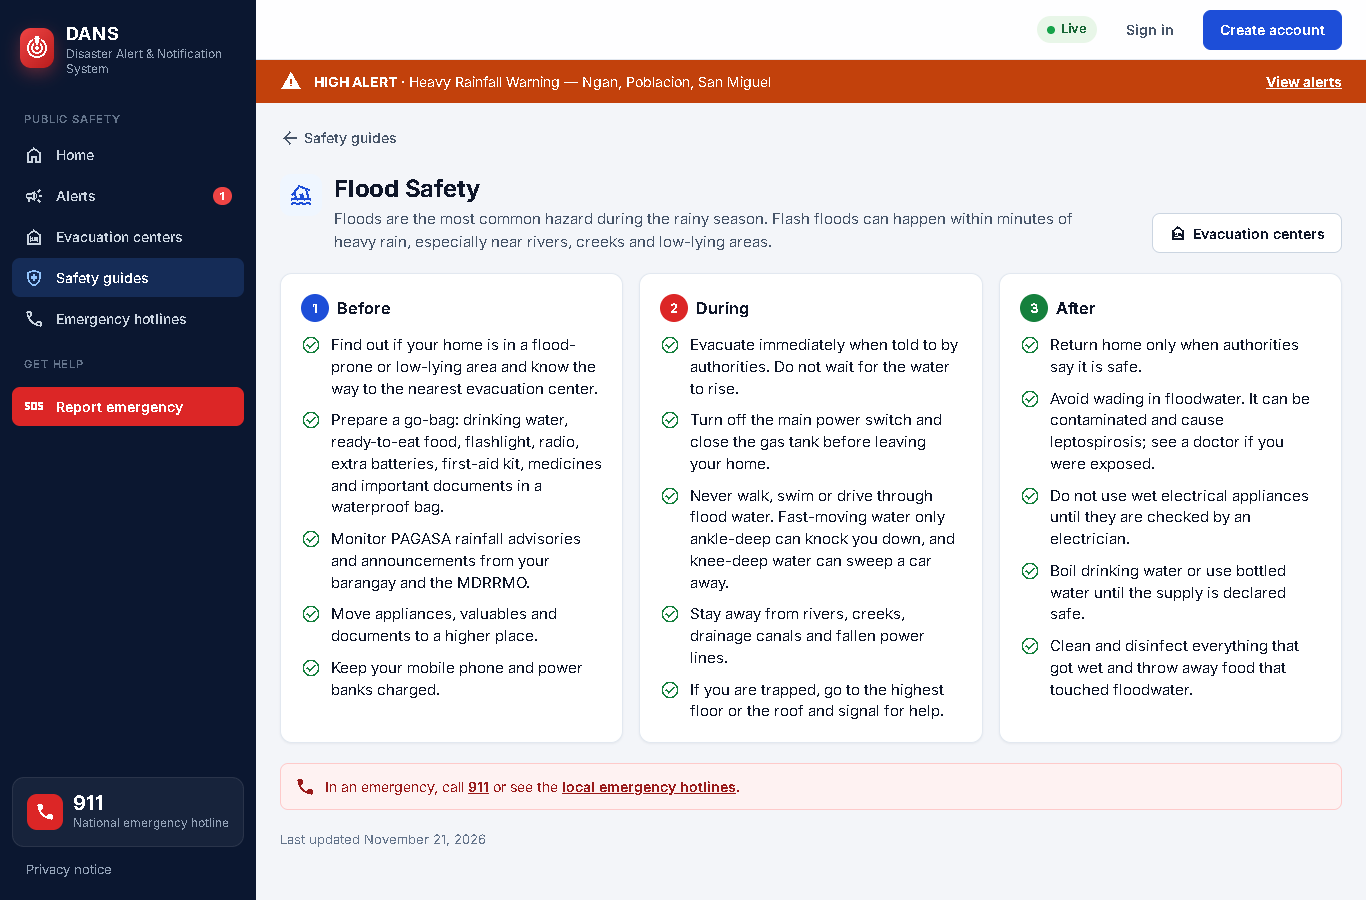 DANS
Disaster Alert & Notification
System
PUBLIC SAFETY
Home
Alerts
1
Evacuation centers
Safety guides
Emergency hotlines
GET HELP
SOS
Report emergency
911
National emergency hotline
Privacy notice
Live
Sign in
Create account
HIGH ALERT · Heavy Rainfall Warning — Ngan, Poblacion, San Miguel
View alerts
Safety guides
Flood Safety
Floods are the most common hazard during the rainy season. Flash floods can happen within minutes of
heavy rain, especially near rivers, creeks and low-lying areas.
Evacuation centers
1
Before
Find out if your home is in a flood-
prone or low-lying area and know the
way to the nearest evacuation center.
Prepare a go-bag: drinking water,
ready-to-eat food, flashlight, radio,
extra batteries, first-aid kit, medicines
and important documents in a
waterproof bag.
Monitor PAGASA rainfall advisories
and announcements from your
barangay and the MDRRMO.
Move appliances, valuables and
documents to a higher place.
Keep your mobile phone and power
banks charged.
2
During
Evacuate immediately when told to by
authorities. Do not wait for the water
to rise.
Turn off the main power switch and
close the gas tank before leaving
your home.
Never walk, swim or drive through
flood water. Fast-moving water only
ankle-deep can knock you down, and
knee-deep water can sweep a car
away.
Stay away from rivers, creeks,
drainage canals and fallen power
lines.
If you are trapped, go to the highest
floor or the roof and signal for help.
3
After
Return home only when authorities
say it is safe.
Avoid wading in floodwater. It can be
contaminated and cause
leptospirosis; see a doctor if you
were exposed.
Do not use wet electrical appliances
until they are checked by an
electrician.
Boil drinking water or use bottled
water until the supply is declared
safe.
Clean and disinfect everything that
got wet and throw away food that
touched floodwater.
In an emergency, call 911 or see the local emergency hotlines.
Last updated November 21, 2026